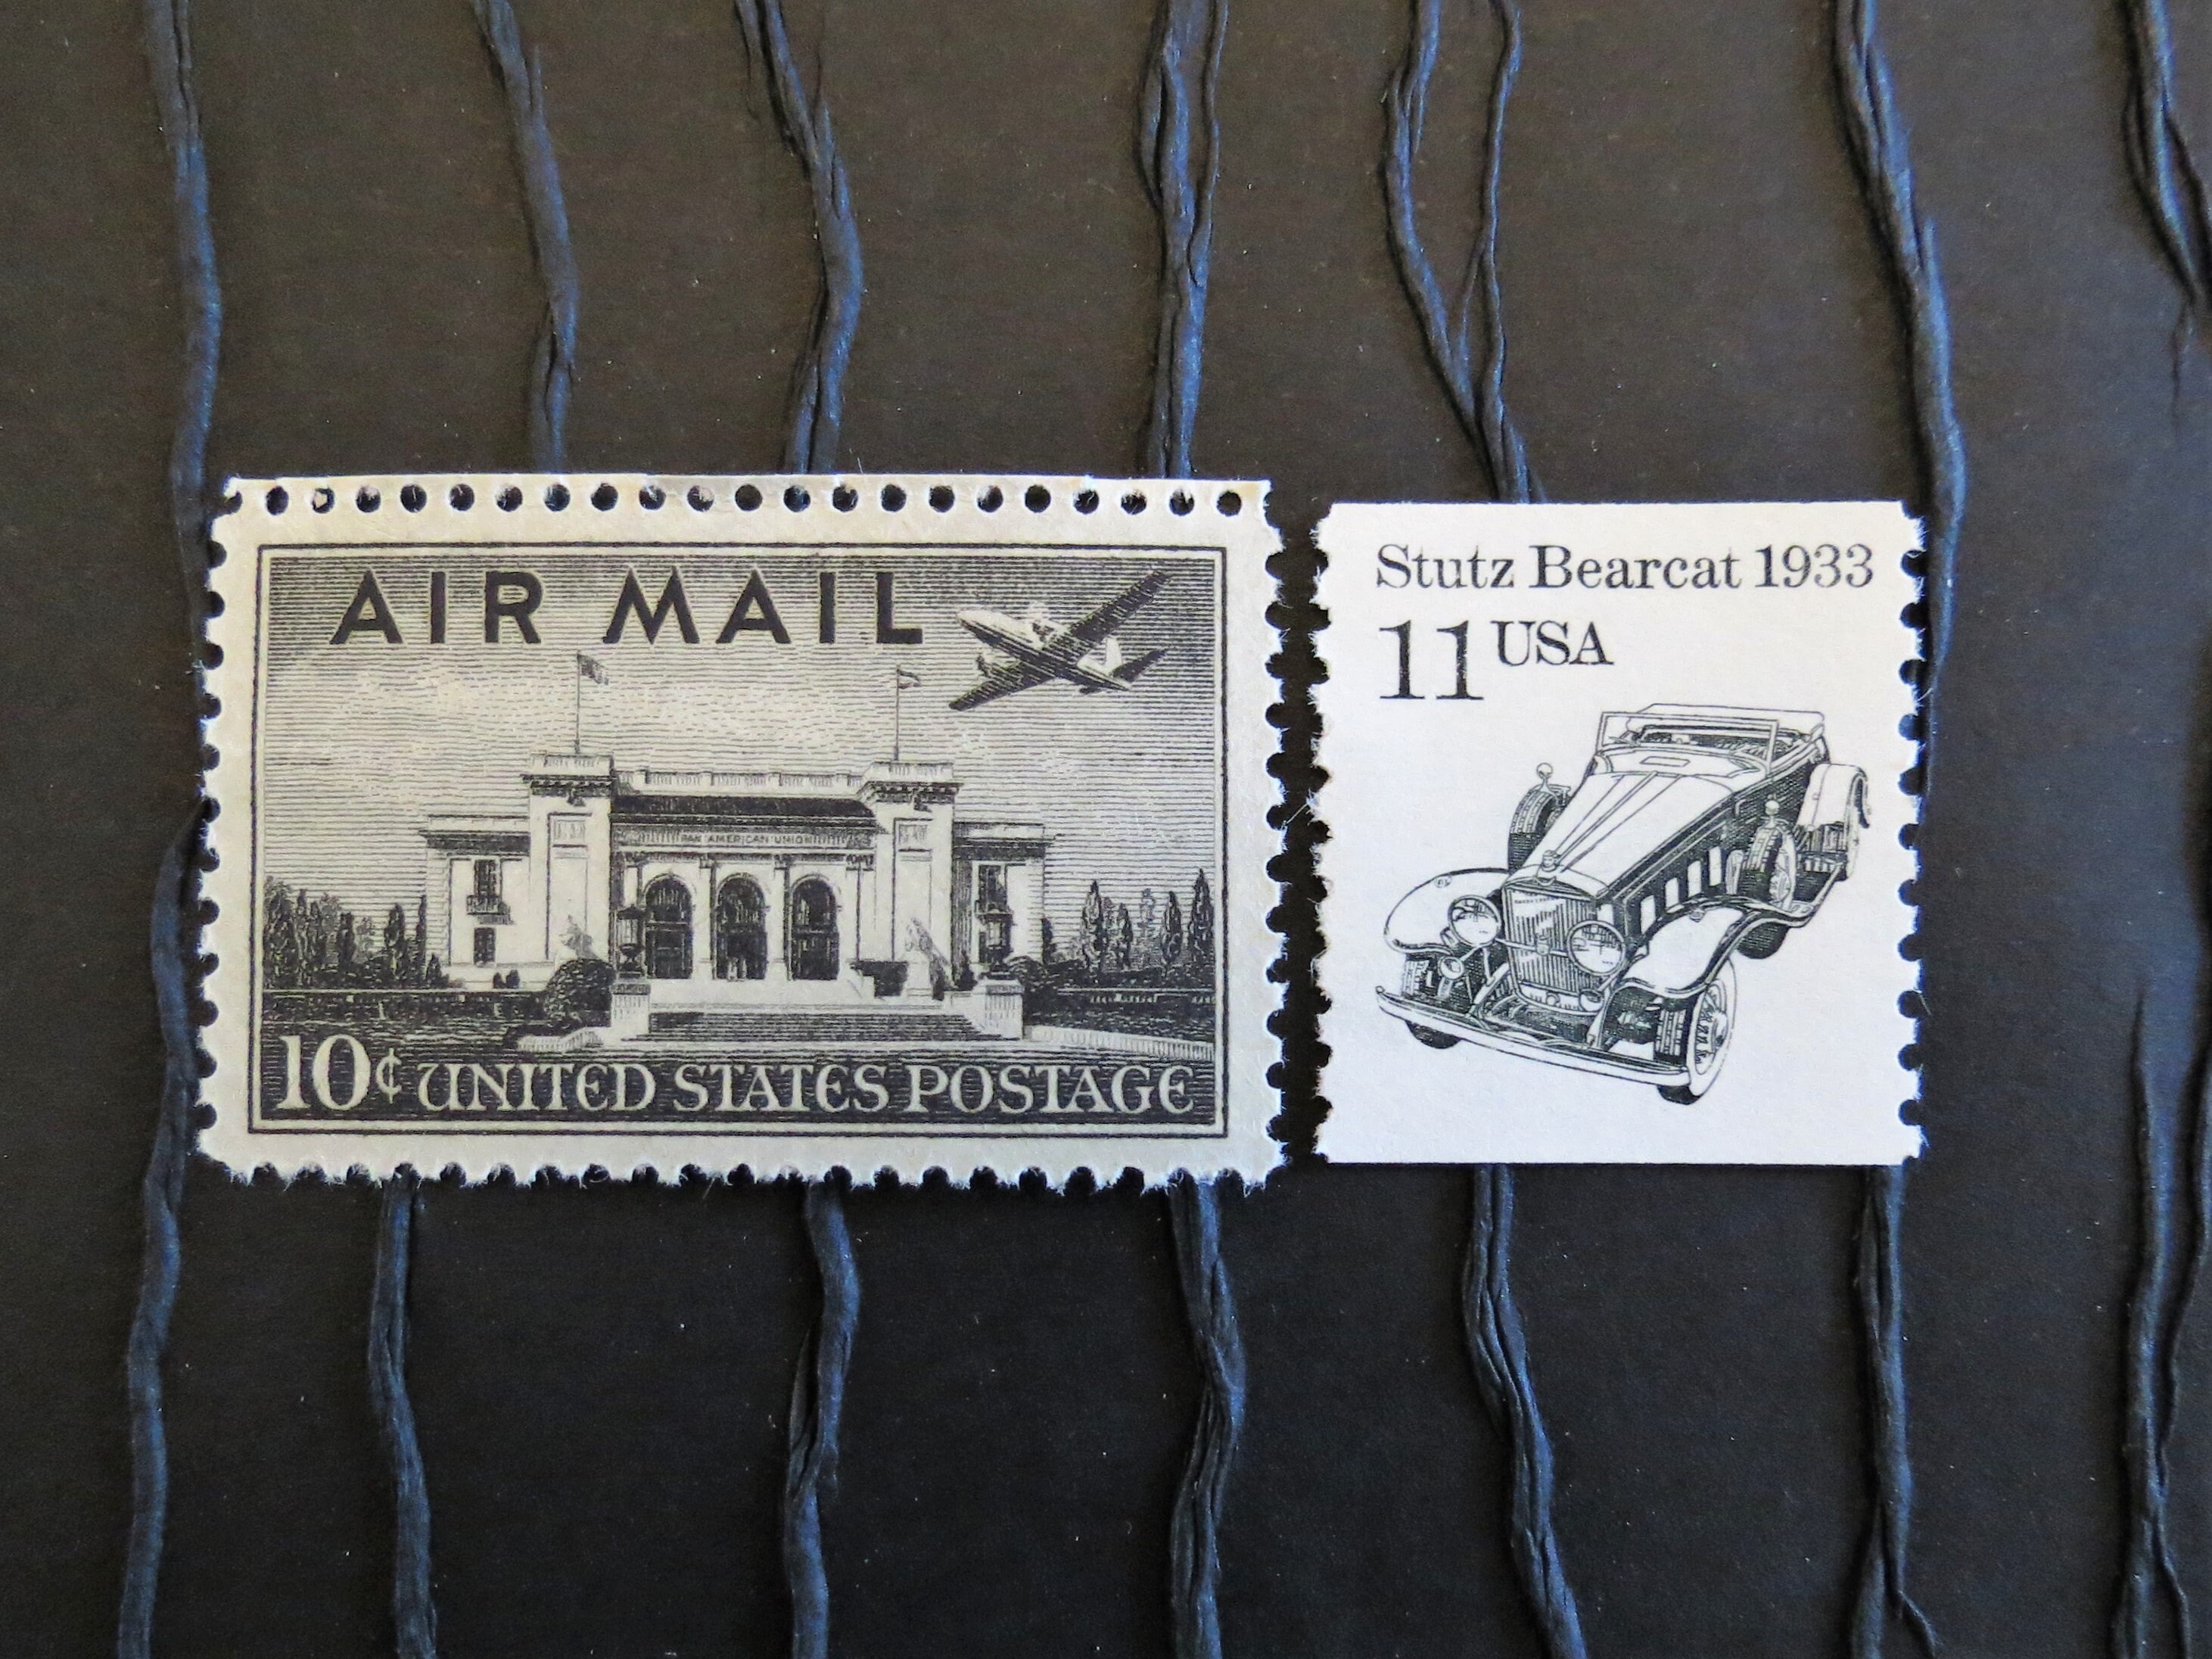 AIR MAIL
PAN AMERICAN UNION
10¢ UNITED STATES POSTAGE
Stutz Bearcat 1933
11 USA